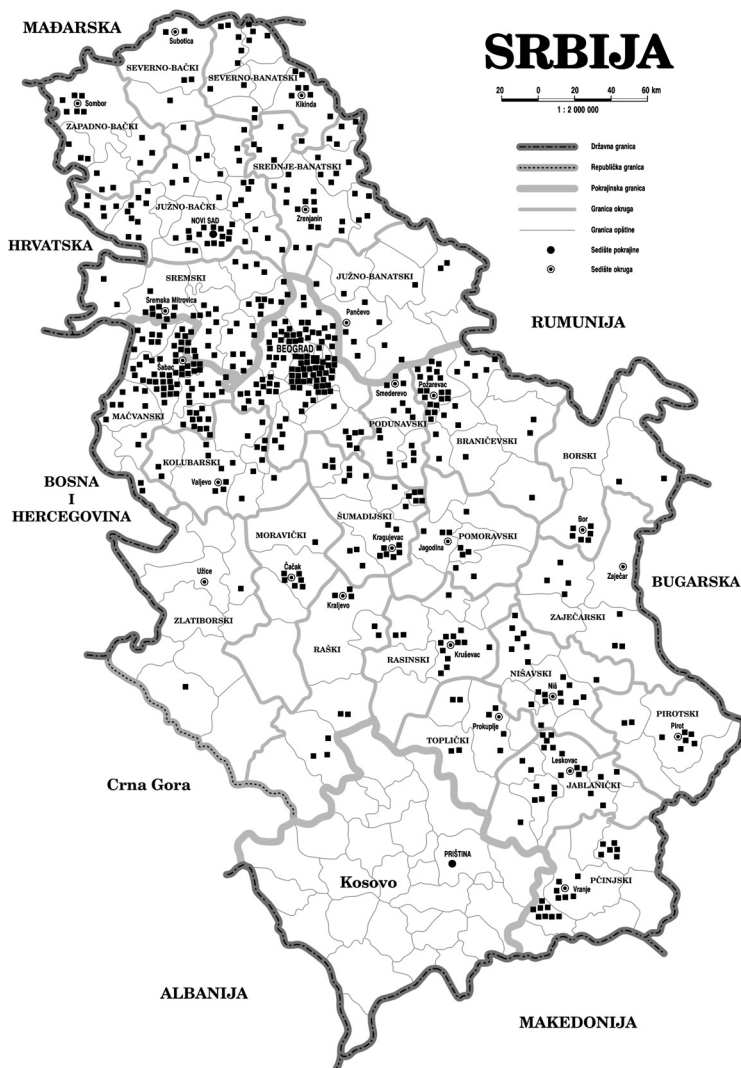 SRBIJA
20 0 20 40 60 km
1 : 2 000 000
Državna granica
Republička granica
Pokrajinska granica
Granica okruga
Granica opštine
Sedište pokrajine
Sedište okruga
MAĐARSKA
Subotica
SEVERNO-BAČKI
SEVERNO-BANATSKI
Kikinda
Sombor
ZAPADNO-BAČKI
SREDNJE-BANATSKI
JUŽNO-BAČKI
Zrenjanin
NOVI SAD
HRVATSKA
SREMSKI
JUŽNO-BANATSKI
Sremska Mitrovica
Pančevo
RUMUNIJA
BEOGRAD
Šabac
Smederevo
Požarevac
MAČVANSKI
PODUNAVSKI
BRANIČEVSKI
BORSKI
KOLUBARSKI
Valjevo
BOSNA
I
HERCEGOVINA
ŠUMADIJSKI
Bor
MORAVIČKI
Kragujevac
POMORAVSKI
Jagodina
Užice
Čačak
Zaječar
BUGARSKA
Kraljevo
ZLATIBORSKI
ZAJEČARSKI
RAŠKI
RASINSKI
Kruševac
NIŠAVSKI
Niš
PIROTSKI
Prokuplje
Pirot
TOPLIČKI
Leskovac
Crna Gora
JABLANIČKI
PRIŠTINA
Kosovo
PČINJSKI
Vranje
ALBANIJA
MAKEDONIJA